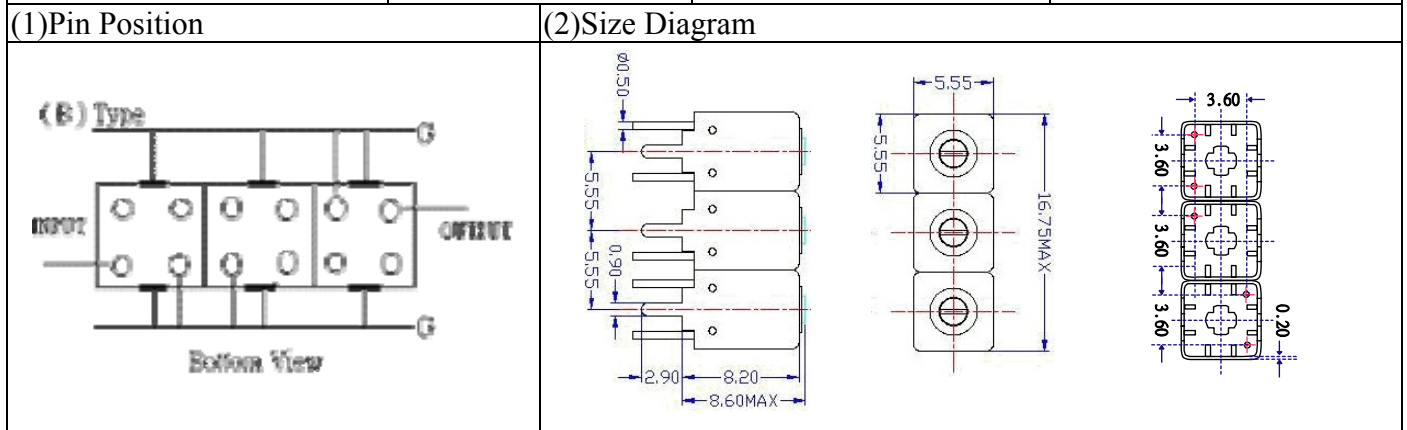 (1)Pin Position
(2)Size Diagram
(B) Type
G
INPUT
OUTPUT
G
Bottom View
ø0.50
5.55
5.55
0.90
2.90
8.20
8.60MAX
5.55
5.55
16.75MAX
3.60
3.60
3.60
3.60
0.20